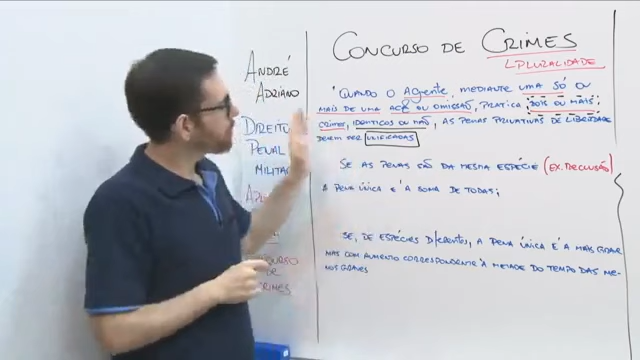 ANDRÉ
ADRIANO
DIREITO
PENAL
MILITAR
CONCURSO
DE
CRIMES
CONCURSO DE CRIMES
PLURALIDADE
"QUANDO O AGENTE, MEDIANTE UMA SÓ OU
MAIS DE UMA AÇÃO OU OMISSÃO, PRATICA DOIS OU MAIS
CRIMES, IDÊNTICOS OU NÃO, AS PENAS PRIVATIVAS DE LIBERDADE
DEVEM SER UNIFICADAS
SE AS PENAS SÃO DA MESMA ESPÉCIE (EX. RECLUSÃO)
A PENA ÚNICA É A SOMA DE TODAS;
SE, DE ESPÉCIES DIFERENTES, A PENA ÚNICA É A MAIS GRAVE
MAS COM AUMENTO CORRESPONDENTE À METADE DO TEMPO DAS ME-
NOS GRAVES